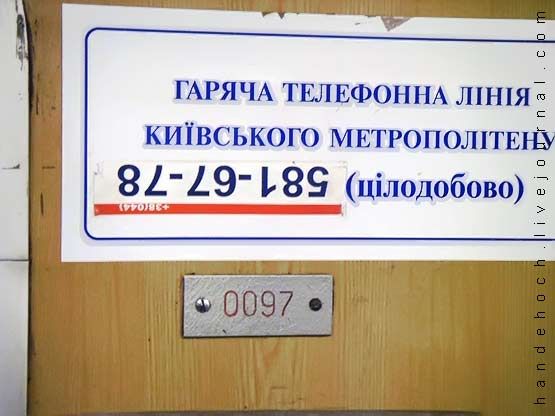 ГАРЯЧА ТЕЛЕФОННА ЛІНІЯ
КИЇВСЬКОГО МЕТРОПОЛІТЕНУ
581-67-78 (цілодобово)
+38(044)
0097
handehoch.livejournal.com